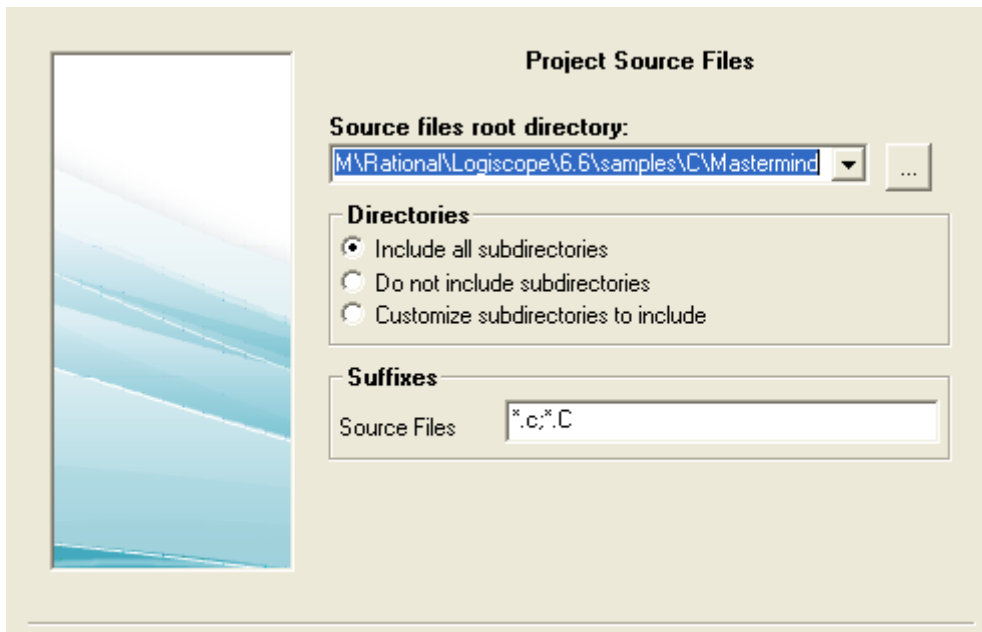 Project Source Files
Source files root directory:
M\Rational\Logiscope\6.6\samples\C\Mastermind
...
Directories
Include all subdirectories
Do not include subdirectories
Customize subdirectories to include
Suffixes
Source Files *.c;*.C